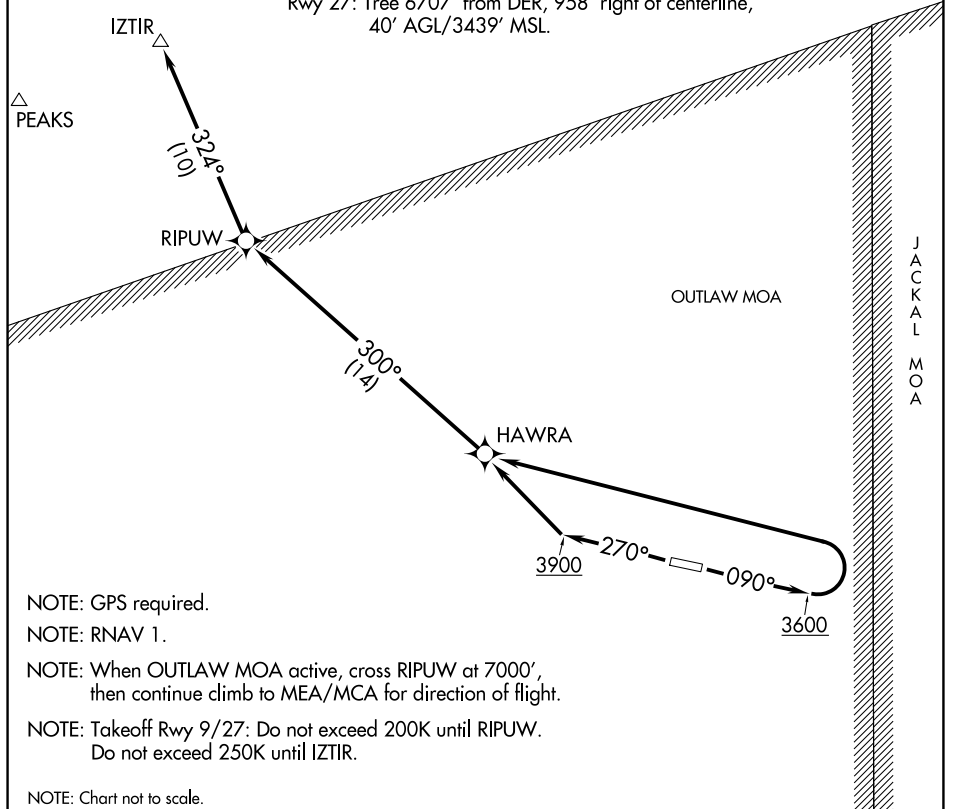 Rwy 27: Tree 6707' from DER, 958' right of centerline,
40' AGL/3439' MSL.
IZTIR
PEAKS
324°
(10)
RIPUW
JACKAL MOA
OUTLAW MOA
300°
(14)
HAWRA
270°
090°
3900
3600
NOTE: GPS required.
NOTE: RNAV 1.
NOTE: When OUTLAW MOA active, cross RIPUW at 7000',
then continue climb to MEA/MCA for direction of flight.
NOTE: Takeoff Rwy 9/27: Do not exceed 200K until RIPUW.
Do not exceed 250K until IZTIR.
NOTE: Chart not to scale.